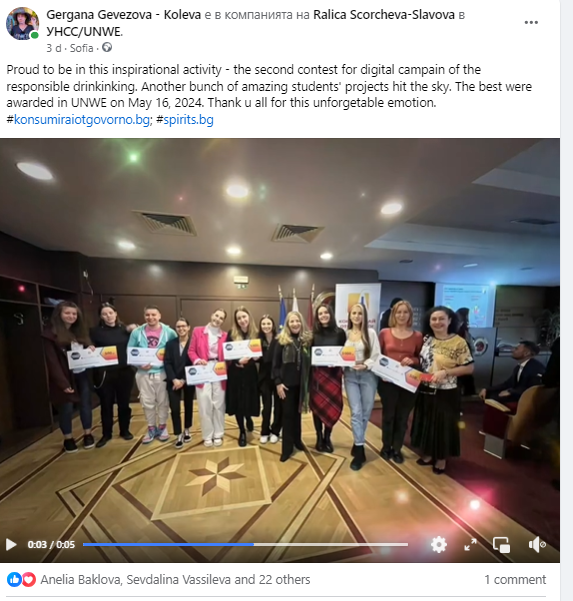 Gergana Gevezova - Koleva е в компанията на Ralica Scorcheva-Slavova в
УНСС/UNWE.
3 d · Sofia ·
Proud to be in this inspirational activity - the second contest for digital campain of the
responsible drinkinking. Another bunch of amazing students' projects hit the sky. The best were
awarded in UNWE on May 16, 2024. Thank u all for this unforgetable emotion.
#konsumiraiotgovorno.bg; #spirits.bg
0:03 / 0:05
Anelia Baklova, Sevdalina Vassileva and 22 others
1 comment